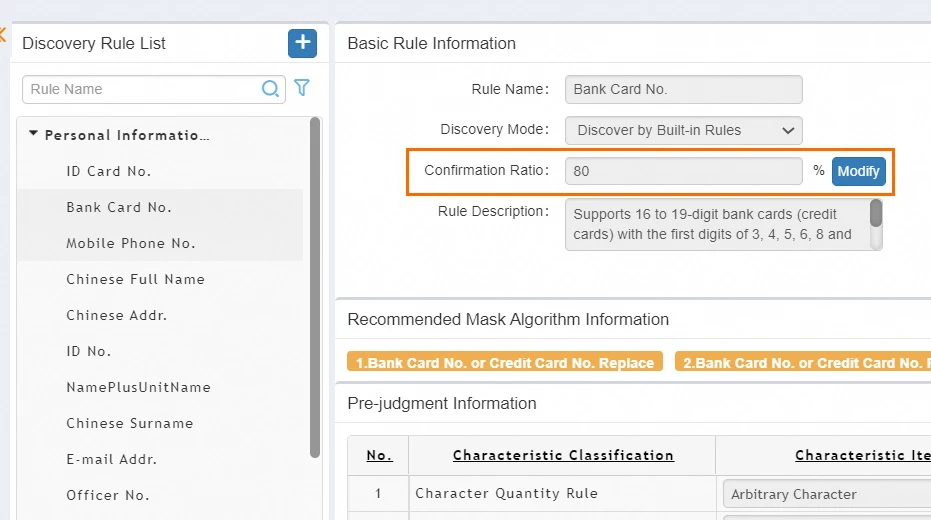 Discovery Rule List
+
Rule Name
Personal Informatio...
ID Card No.
Bank Card No.
Mobile Phone No.
Chinese Full Name
Chinese Addr.
ID No.
NamePlusUnitName
Chinese Surname
E-mail Addr.
Officer No.
Basic Rule Information
Rule Name: Bank Card No.
Discovery Mode: Discover by Built-in Rules
Confirmation Ratio: 80 % Modify
Rule Description: Supports 16 to 19-digit bank cards (credit
cards) with the first digits of 3, 4, 5, 6, 8 and
Recommended Mask Algorithm Information
1.Bank Card No. or Credit Card No. Replace 2.Bank Card No. or Credit Card No.
Pre-judgment Information
No. Characteristic Classification Characteristic Ite
1 Character Quantity Rule Arbitrary Character